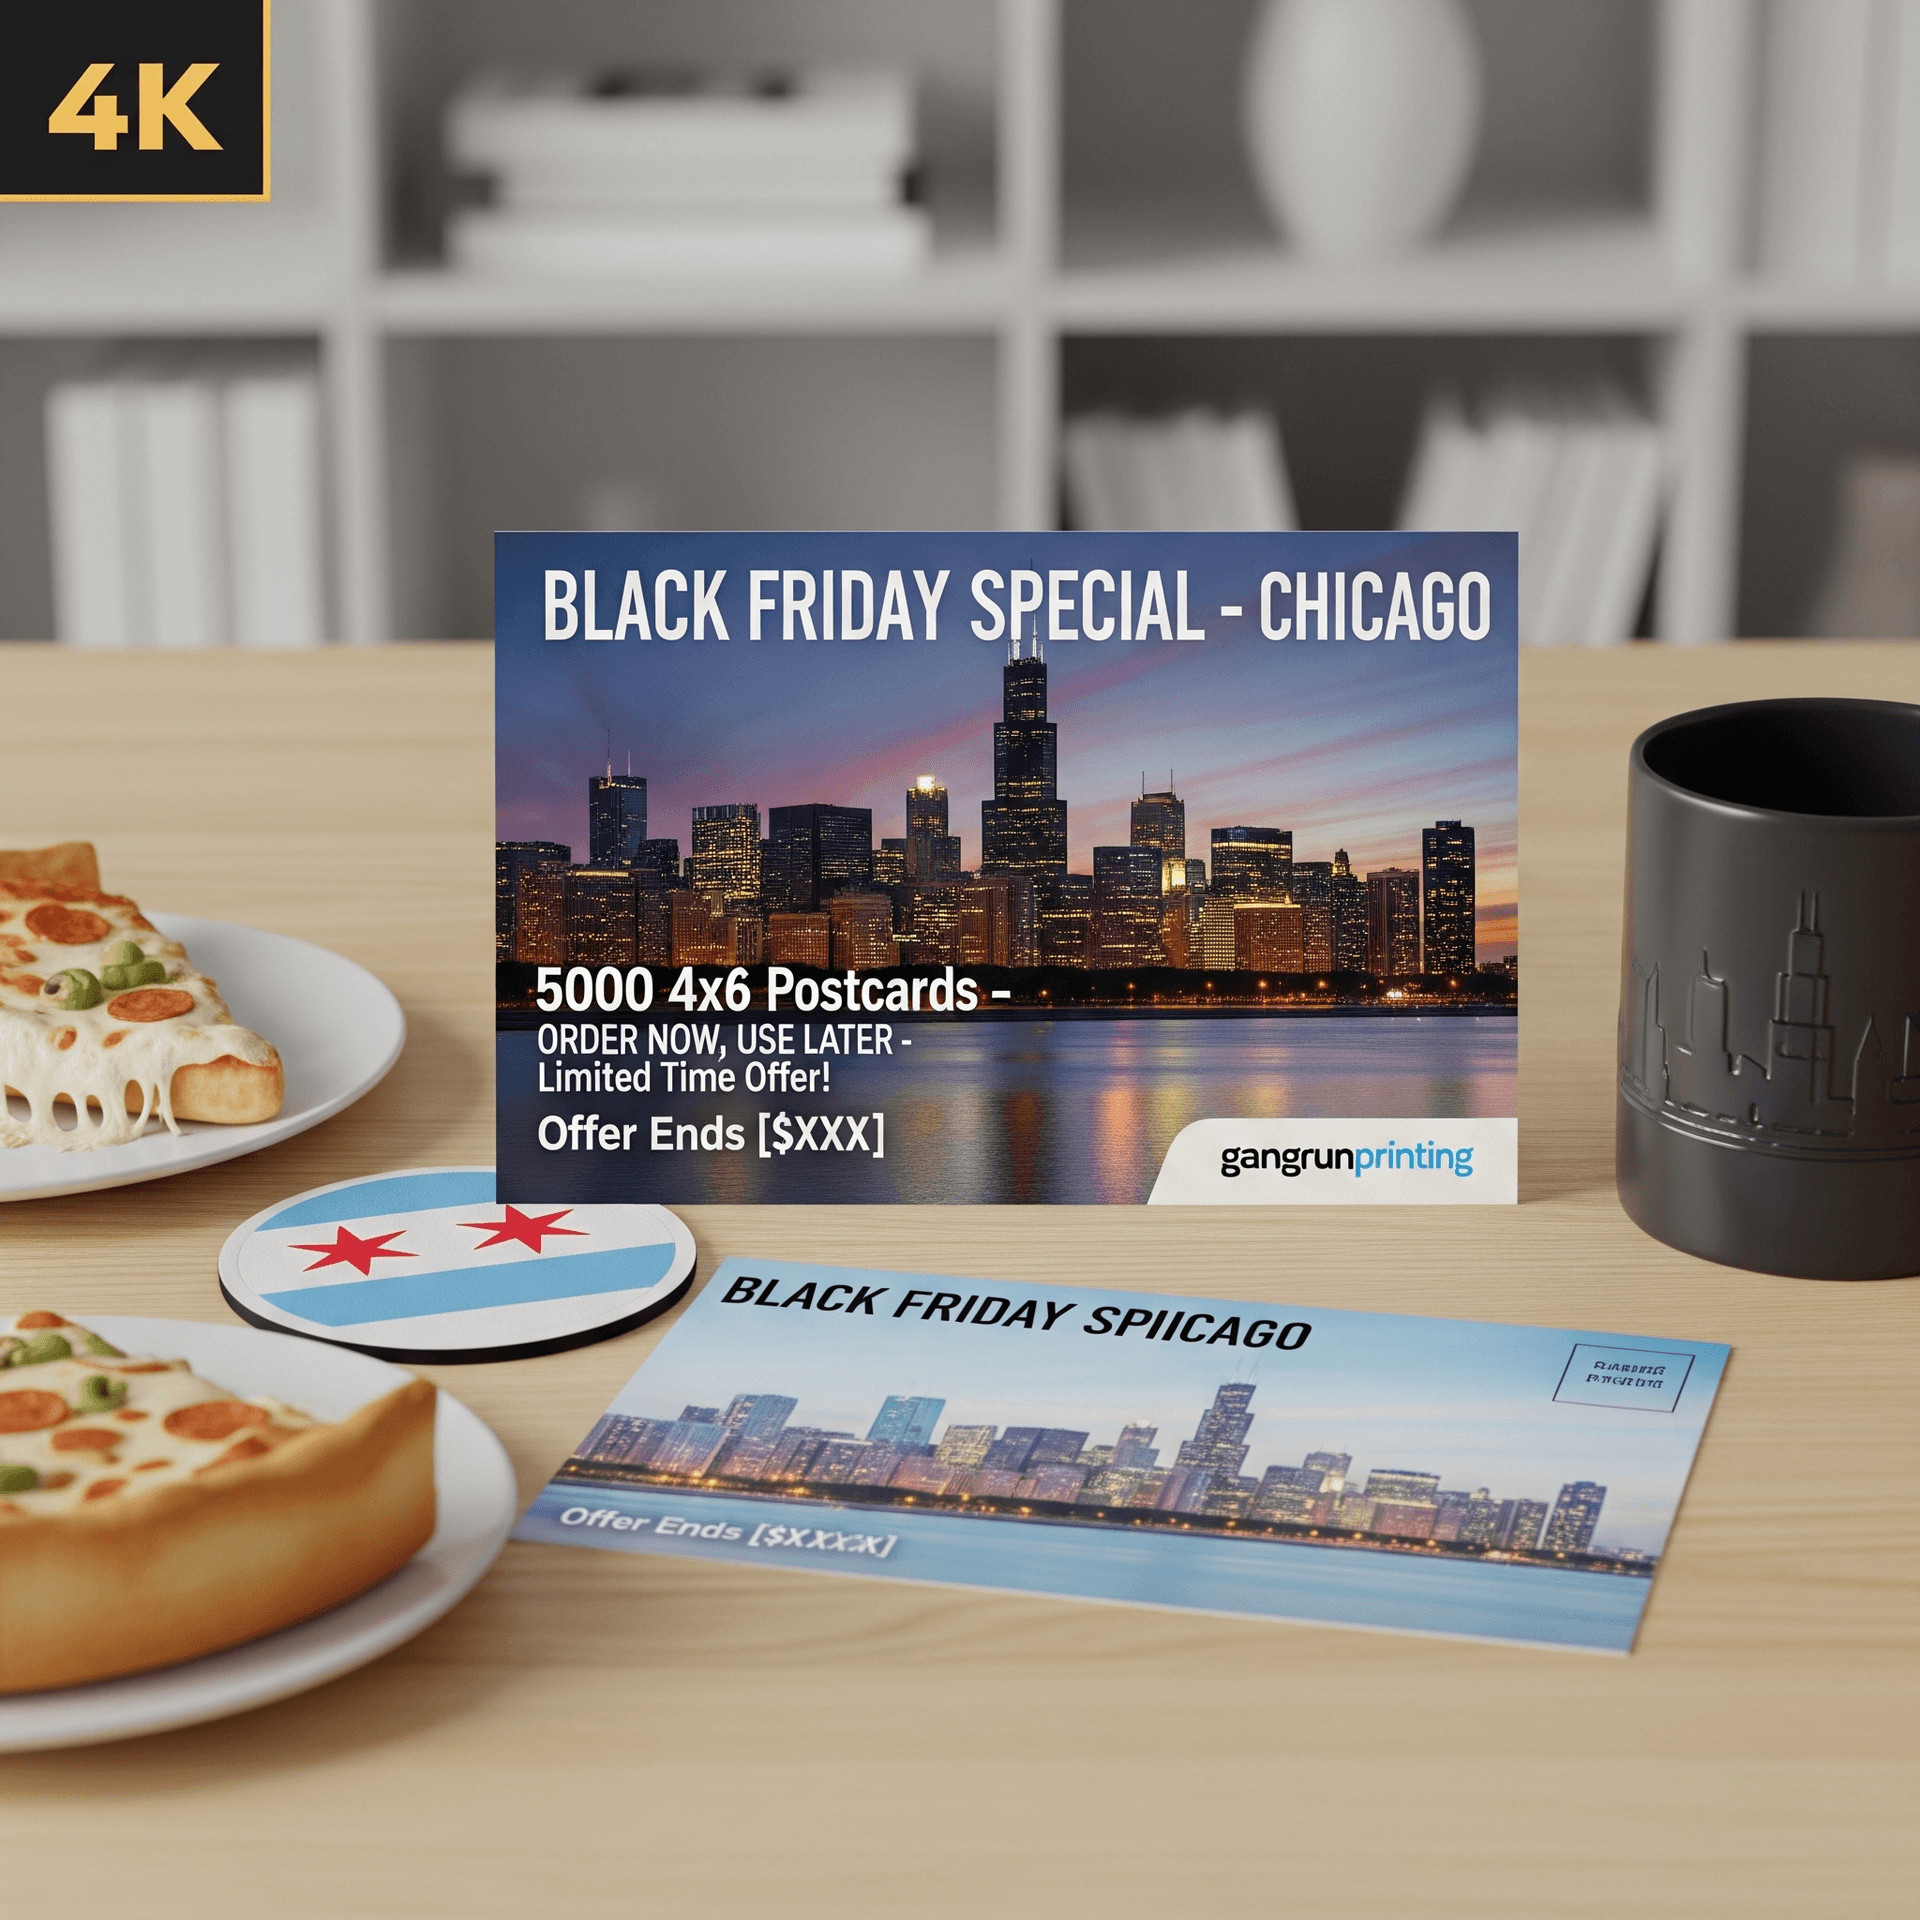 4K
BLACK FRIDAY SPECIAL - CHICAGO
5000 4x6 Postcards -
ORDER NOW, USE LATER -
Limited Time Offer!
Offer Ends [$XXX]
gangrunprinting
BLACK FRIDAY SPIICAGO
Offer Ends